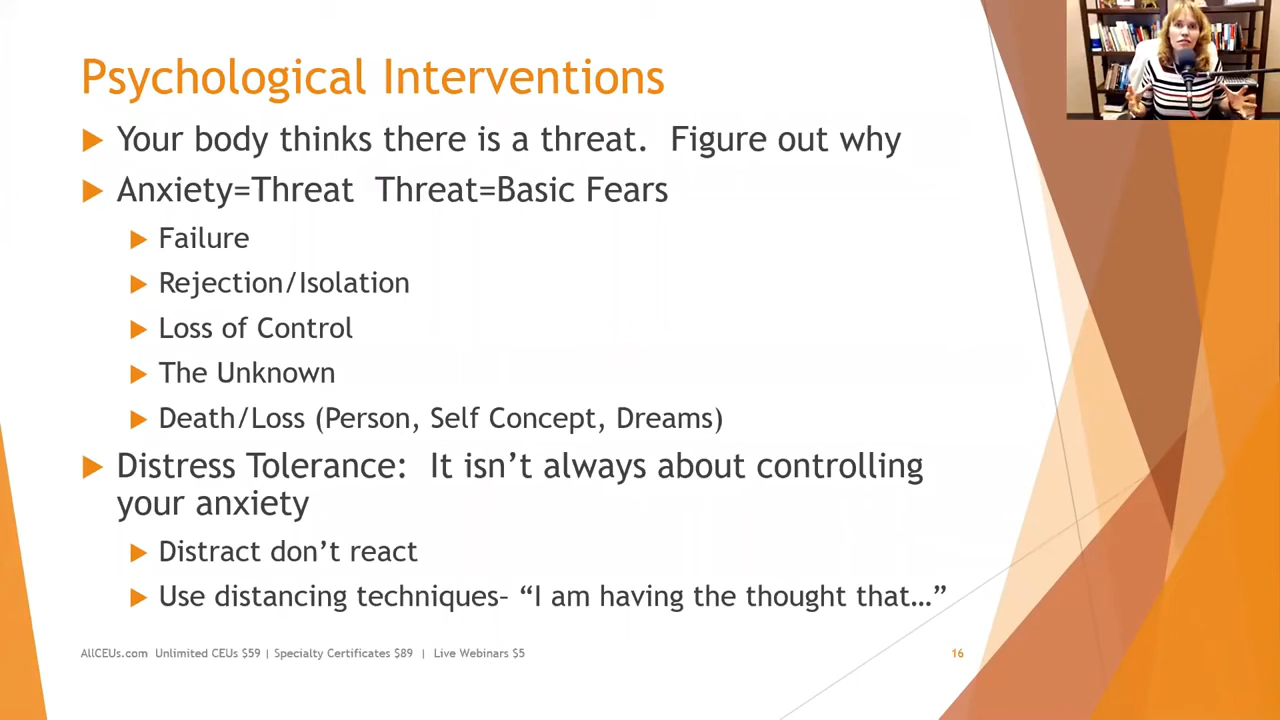 Psychological Interventions
Your body thinks there is a threat.  Figure out why
Anxiety=Threat  Threat=Basic Fears
Failure
Rejection/Isolation
Loss of Control
The Unknown
Death/Loss (Person, Self Concept, Dreams)
Distress Tolerance:  It isn’t always about controlling
your anxiety
Distract don’t react
Use distancing techniques– “I am having the thought that…”
AllCEUs.com  Unlimited CEUs $59 | Specialty Certificates $89  |  Live Webinars $5
16